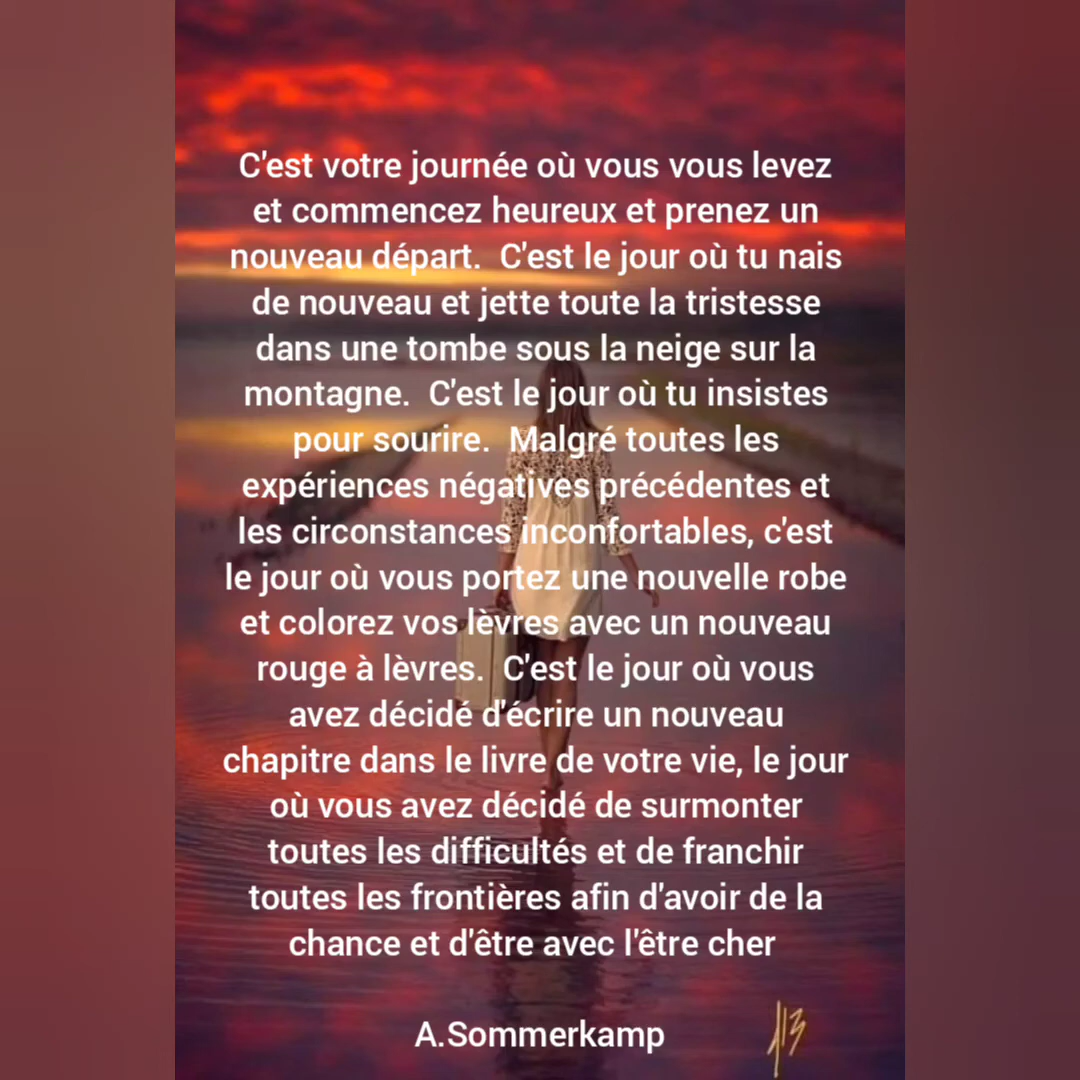 C'est votre journée où vous vous levez
et commencez heureux et prenez un
nouveau départ.  C'est le jour où tu nais
de nouveau et jette toute la tristesse
dans une tombe sous la neige sur la
montagne.  C'est le jour où tu insistes
pour sourire.  Malgré toutes les
expériences négatives précédentes et
les circonstances inconfortables, c'est
le jour où vous portez une nouvelle robe
et colorez vos lèvres avec un nouveau
rouge à lèvres.  C'est le jour où vous
avez décidé d'écrire un nouveau
chapitre dans le livre de votre vie, le jour
où vous avez décidé de surmonter
toutes les difficultés et de franchir
toutes les frontières afin d'avoir de la
chance et d'être avec l'être cher
A.Sommerkamp